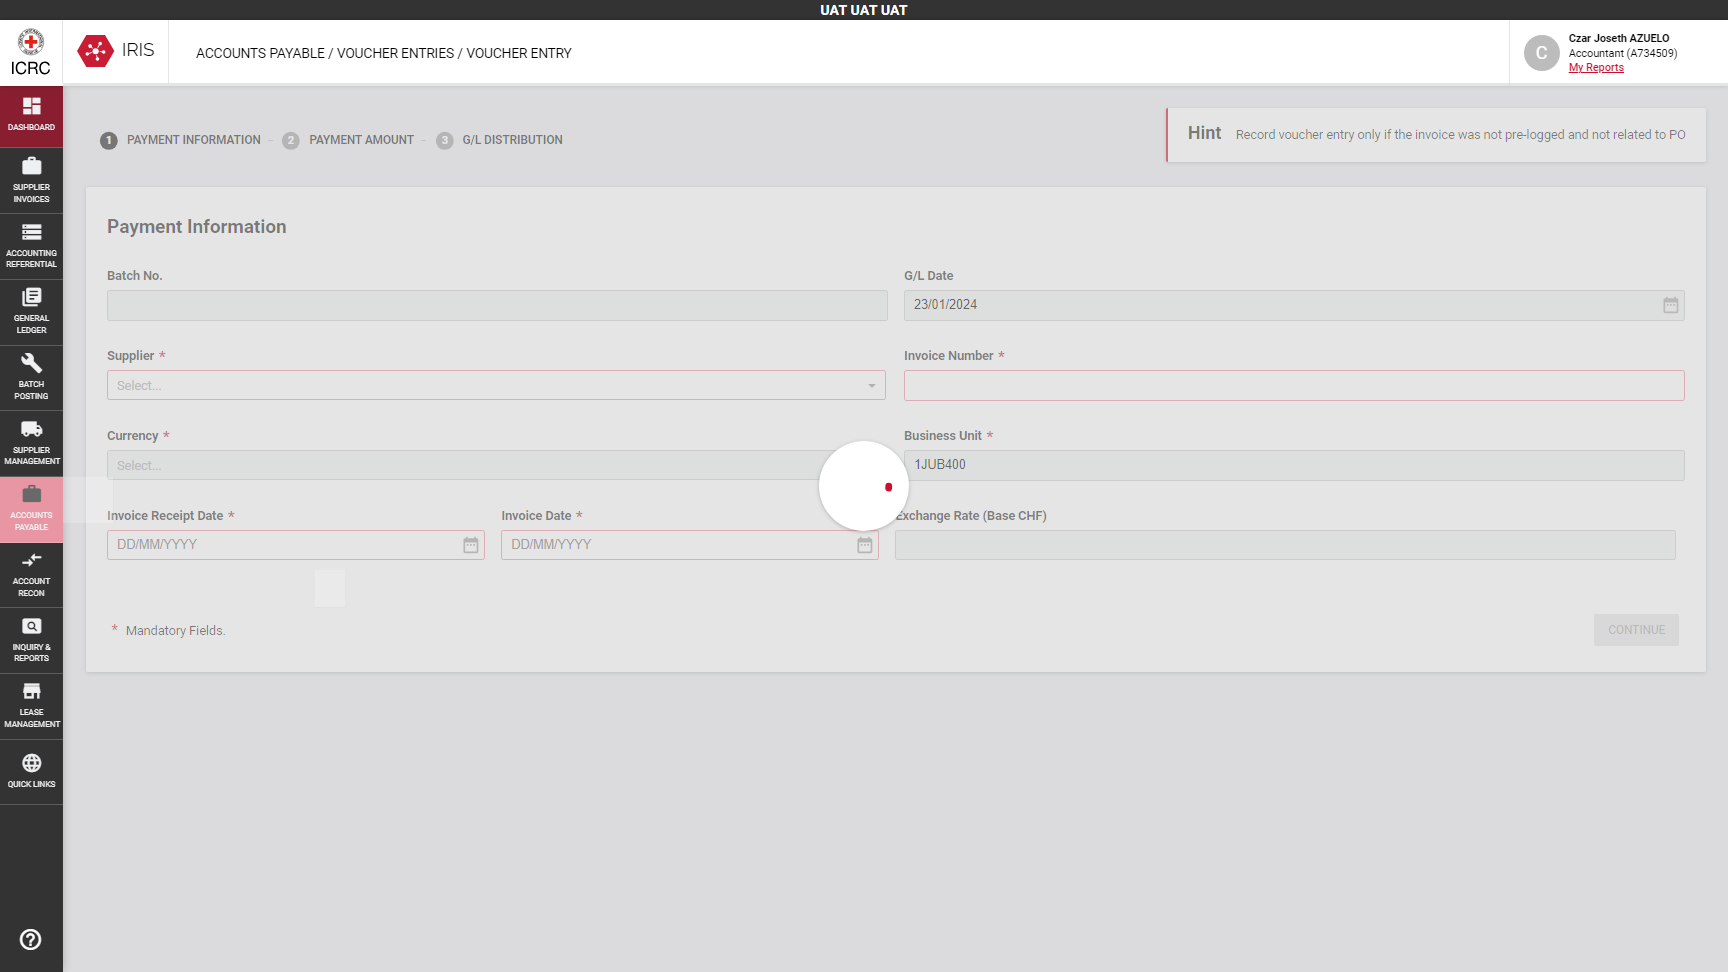 UAT UAT UAT
ICRC
IRIS
ACCOUNTS PAYABLE / VOUCHER ENTRIES / VOUCHER ENTRY
C
Czar Joseth AZUELO
Accountant (A734509)
My Reports
DASHBOARD
SUPPLIER
INVOICES
ACCOUNTING
REFERENTIAL
GENERAL
LEDGER
BATCH
POSTING
SUPPLIER
MANAGEMENT
ACCOUNTS
PAYABLE
ACCOUNT
RECON
INQUIRY &
REPORTS
LEASE
MANAGEMENT
QUICK LINKS
1 PAYMENT INFORMATION - 2 PAYMENT AMOUNT - 3 G/L DISTRIBUTION
Hint Record voucher entry only if the invoice was not pre-logged and not related to PO
Payment Information
Batch No.
G/L Date
23/01/2024
Supplier *
Invoice Number *
Select...
Currency *
Business Unit *
Select...
1JUB400
Invoice Receipt Date *
Invoice Date *
Exchange Rate (Base CHF)
DD/MM/YYYY
DD/MM/YYYY
* Mandatory Fields.
CONTINUE